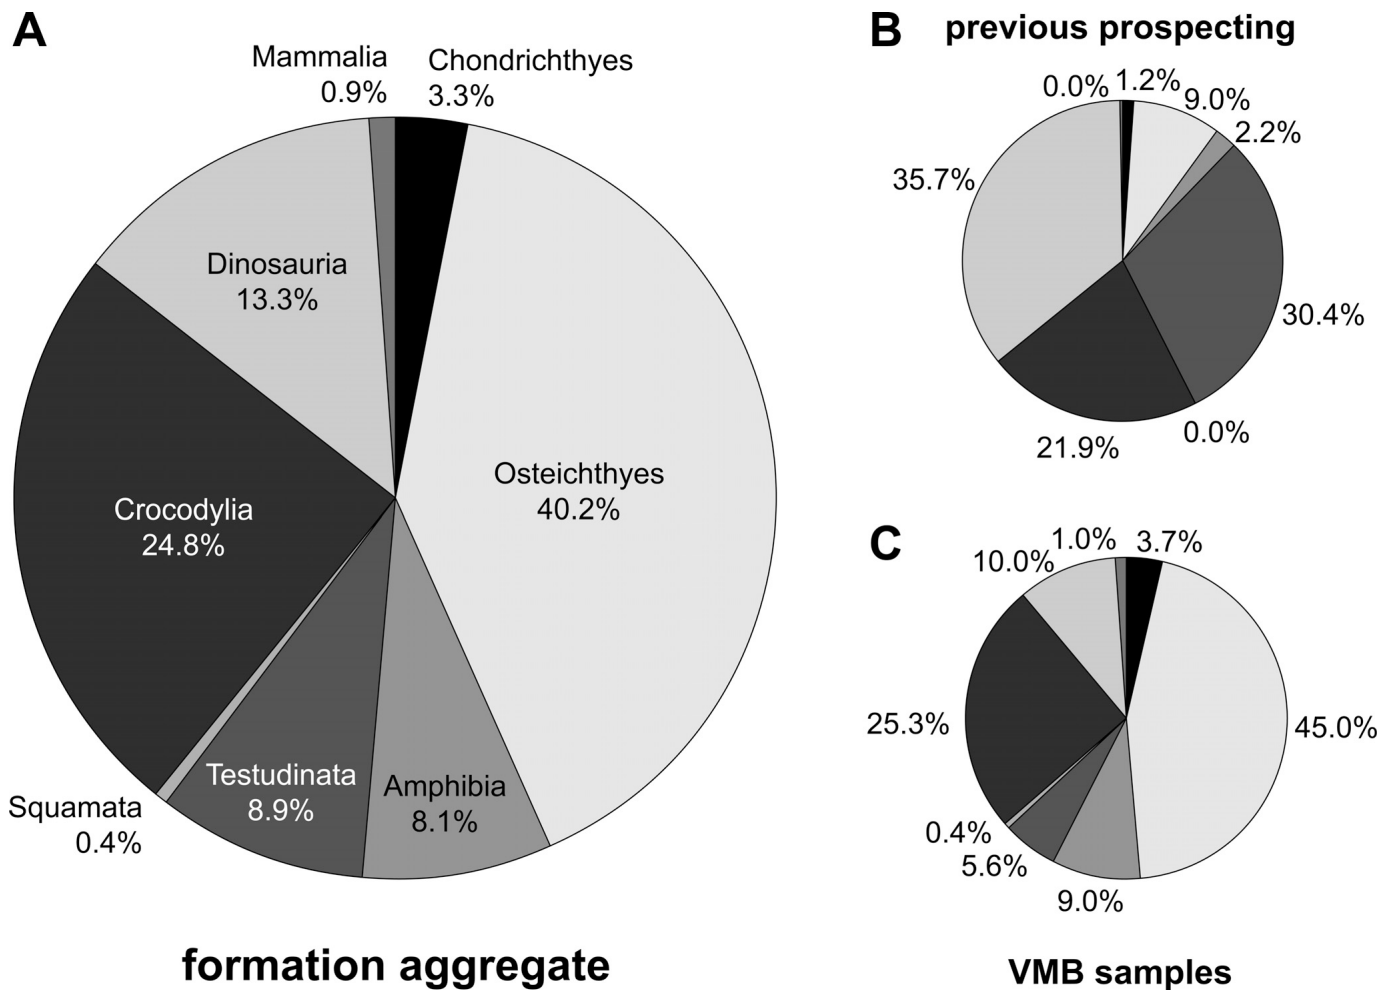 A
Mammalia
0.9%
Chondrichthyes
3.3%
Dinosauria
13.3%
Osteichthyes
40.2%
Crocodylia
24.8%
Testudinata
8.9%
Amphibia
8.1%
Squamata
0.4%
formation aggregate
B
previous prospecting
0.0%
1.2%
9.0%
2.2%
35.7%
30.4%
0.0%
21.9%
C
1.0%
3.7%
10.0%
25.3%
45.0%
0.4%
5.6%
9.0%
VMB samples